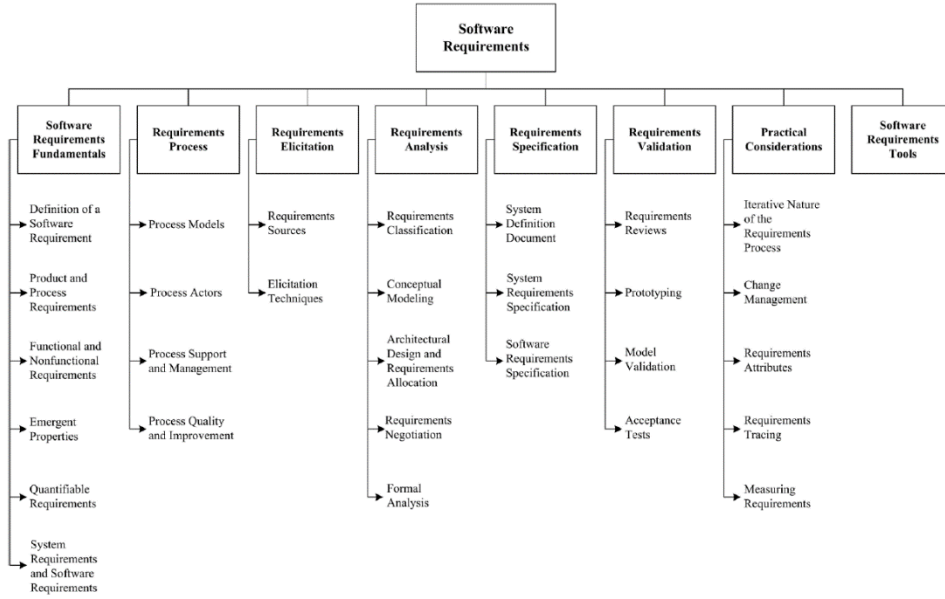 Software
Requirements
Software
Requirements
Fundamentals
Requirements
Process
Requirements
Elicitation
Requirements
Analysis
Requirements
Specification
Requirements
Validation
Practical
Considerations
Software
Requirements
Tools
Definition of a
Software
Requirement
Product and
Process
Requirements
Functional and
Nonfunctional
Requirements
Emergent
Properties
Quantifiable
Requirements
System
Requirements
and Software
Requirements
Process Models
Process Actors
Process Support
and Management
Process Quality
and Improvement
Requirements
Sources
Elicitation
Techniques
Requirements
Classification
Conceptual
Modeling
Architectural
Design and
Requirements
Allocation
Requirements
Negotiation
Formal
Analysis
System
Definition
Document
System
Requirements
Specification
Software
Requirements
Specification
Requirements
Reviews
Prototyping
Model
Validation
Acceptance
Tests
Iterative Nature
of the
Requirements
Process
Change
Management
Requirements
Attributes
Requirements
Tracing
Measuring
Requirements